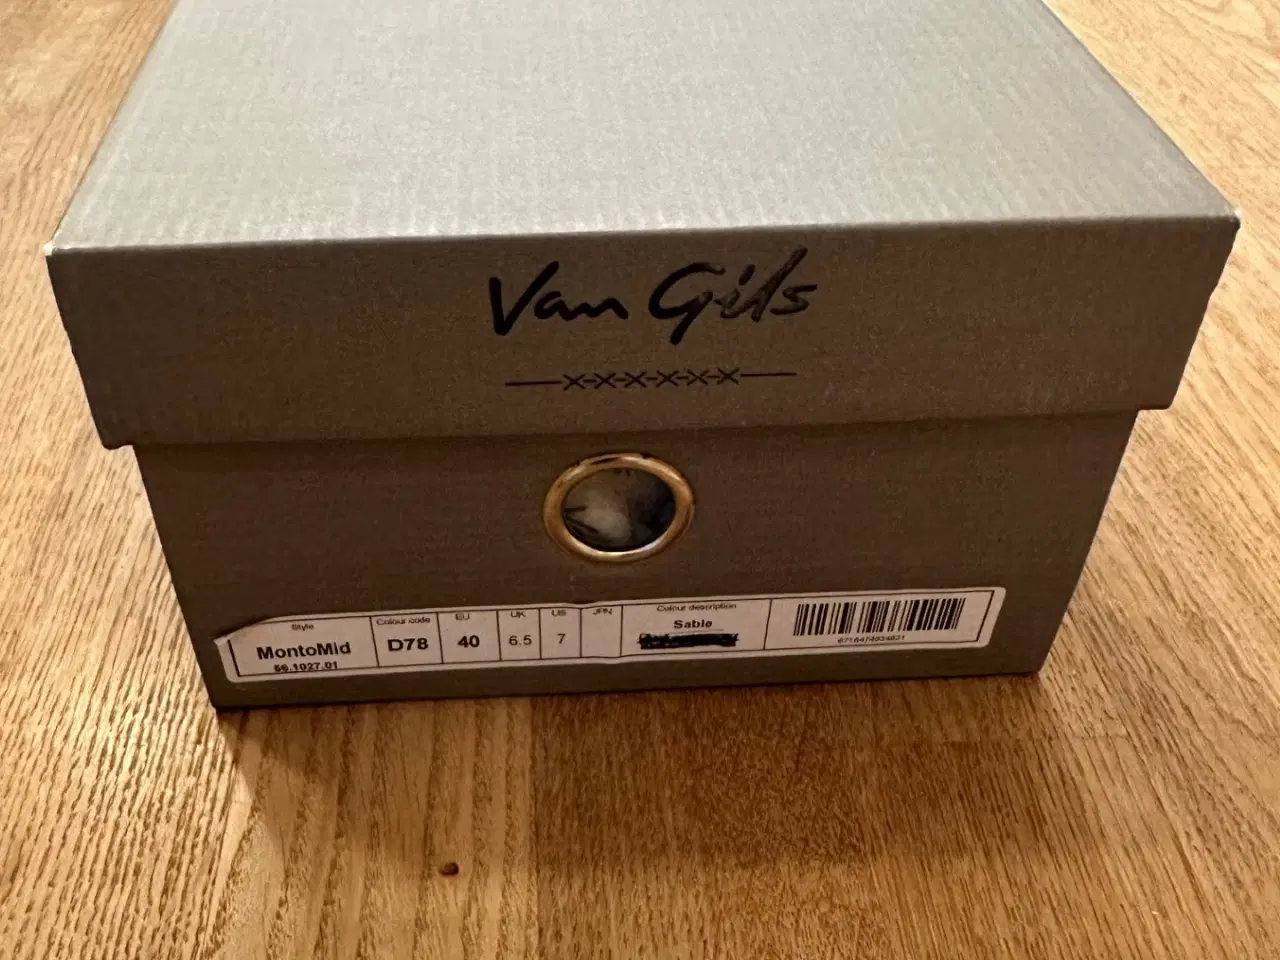 Van Gils
Style
MontoMid
56.1027.01
Colour code
D78
EU
40
UK
6.5
US
7
JPN
Colour description
Sable